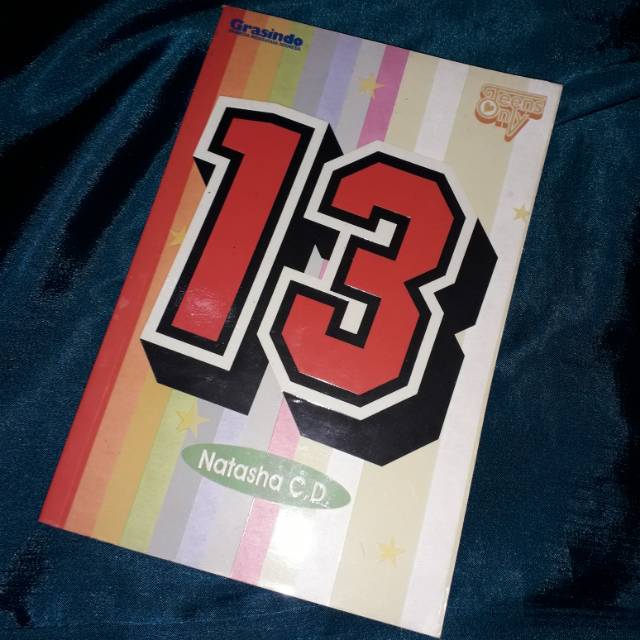 Grasindo
Teens
Only
13
Natasha C.D.